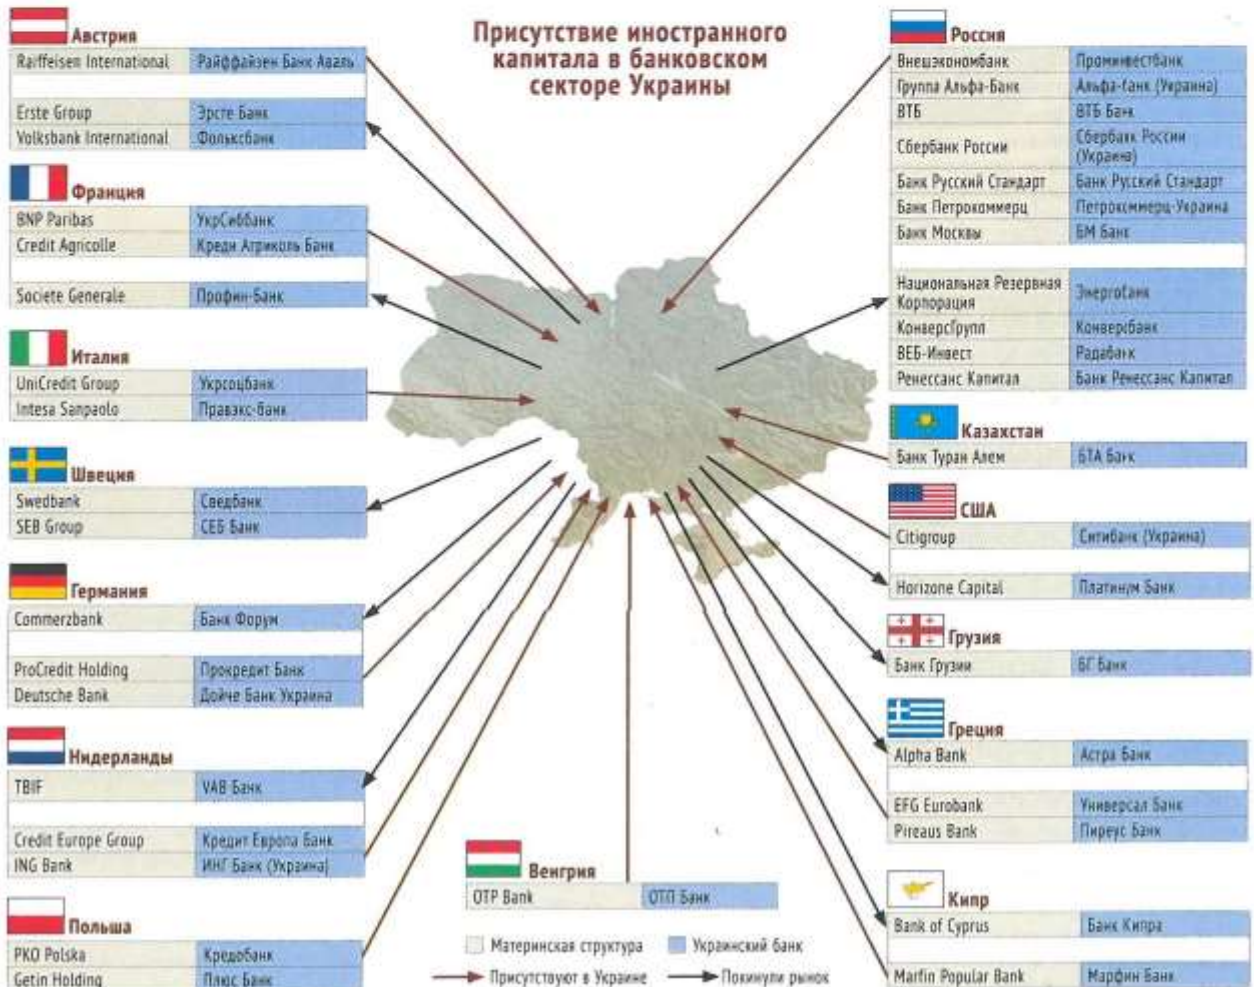 Присутствие иностранного
капитала в банковском
секторе Украины
Австрия
Raiffeisen International Райффайзен Банк Аваль
Erste Group Эрсте Банк
Volksbank International Фольксбанк
Франция
BNP Paribas УкрСиббанк
Credit Agricolle Креди Агриколь Банк
Societe Generale Профин-Банк
Италия
UniCredit Group Укрсоцбанк
Intesa Sanpaolo Правэкс-банк
Швеция
Swedbank Сведбанк
SEB Group СЕБ Банк
Германия
Commerzbank Банк Форум
ProCredit Holding Прокредит Банк
Deutsche Bank Дойче Банк Украина
Нидерланды
TBIF VAB Банк
Credit Europe Group Кредит Европа Банк
ING Bank ИНГ Банк (Украина)
Польша
PKO Polska Кредобанк
Getin Holding Плюс Банк
Венгрия
OTP Bank ОТП Банк
Материнская структура Украинский банк
Присутствуют в Украине Покинули рынок
Россия
Внешэкономбанк Проминвестбанк
Группа Альфа-Банк Альфа-банк (Украина)
ВТБ ВТБ Банк
Сбербанк России Сбербанк России
(Украина)
Банк Русский Стандарт Банк Русский Стандарт
Банк Петрокоммерц Петрокоммерц-Украина
Банк Москвы БМ Банк
Национальная Резервная
Корпорация Энергобанк
КонверсГрупп Конверсбанк
ВЕБ-Инвест Радабанк
Ренессанс Капитал Банк Ренессанс Капитал
Казахстан
Банк Туран Алем БТА Банк
США
Citigroup Ситибанк (Украина)
Horizone Capital Платинум Банк
Грузия
Банк Грузии БГ Банк
Греция
Alpha Bank Астра Банк
EFG Eurobank Универсал Банк
Pireaus Bank Пиреус Банк
Кипр
Bank of Cyprus Банк Кипра
Marfin Popular Bank Марфин Банк